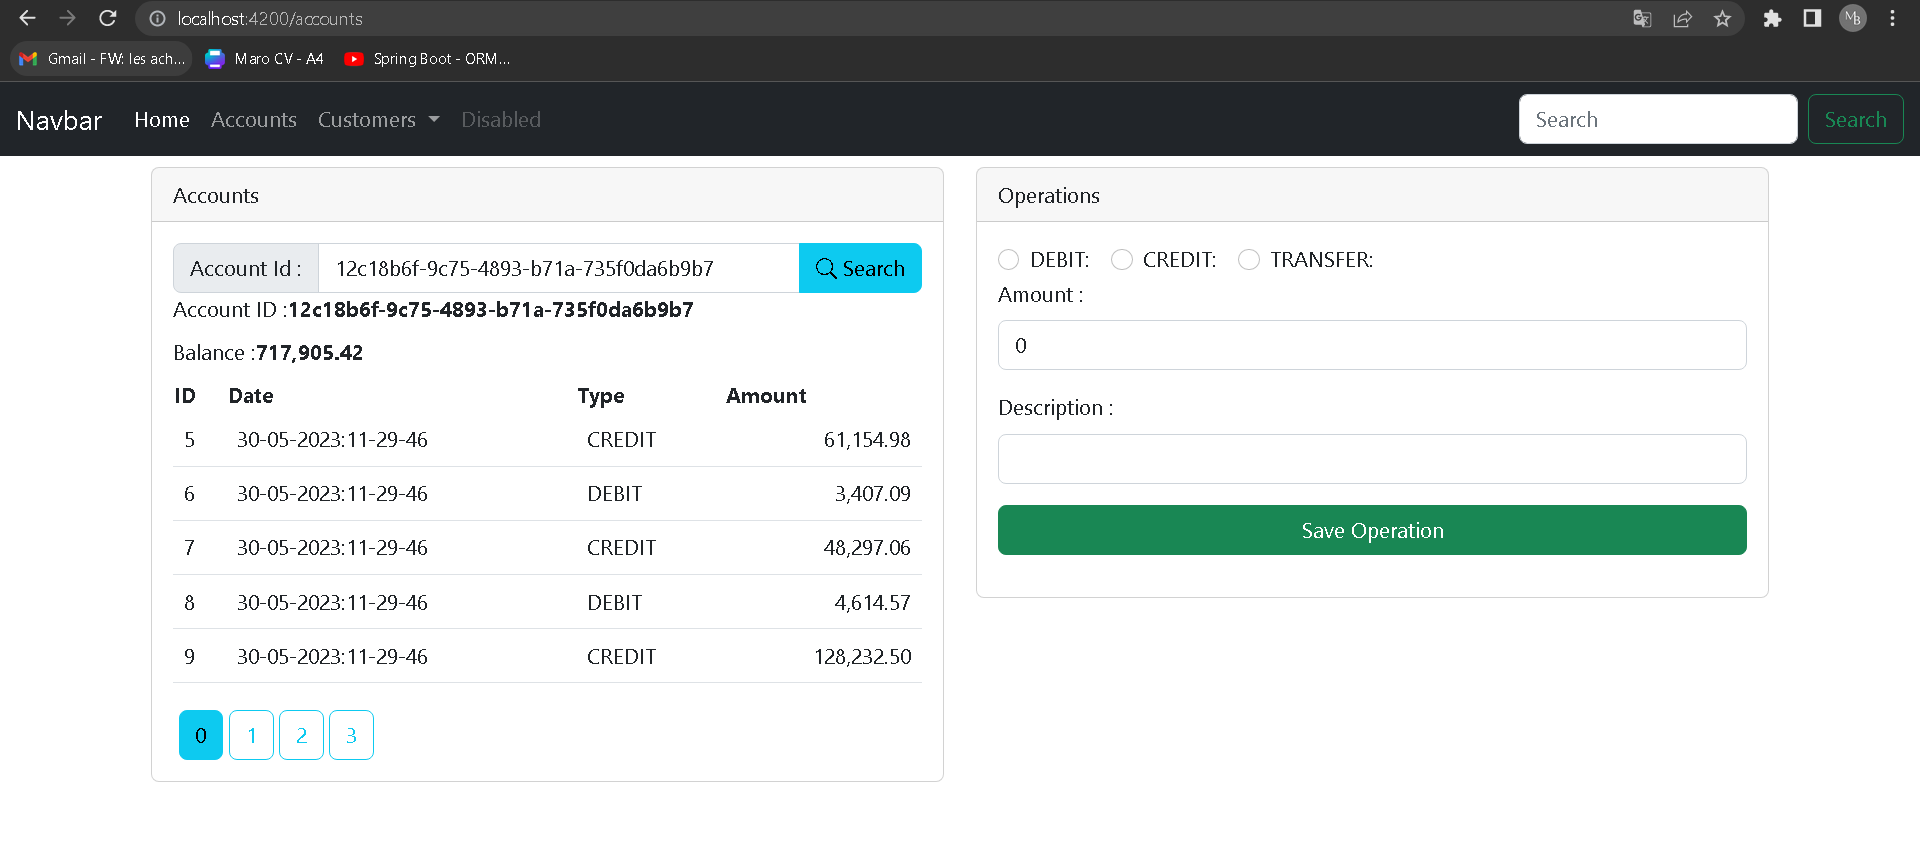 localhost:4200/accounts
MB
Gmail - FW: les ach...
Maro CV - A4
Spring Boot - ORM...
Navbar Home Accounts Customers Disabled Search Search
Accounts
Account Id : 12c18b6f-9c75-4893-b71a-735f0da6b9b7 Search
Account ID :12c18b6f-9c75-4893-b71a-735f0da6b9b7
Balance :717,905.42
ID Date Type Amount
5 30-05-2023:11-29-46 CREDIT 61,154.98
6 30-05-2023:11-29-46 DEBIT 3,407.09
7 30-05-2023:11-29-46 CREDIT 48,297.06
8 30-05-2023:11-29-46 DEBIT 4,614.57
9 30-05-2023:11-29-46 CREDIT 128,232.50
0 1 2 3
Operations
DEBIT: CREDIT: TRANSFER:
Amount :
0
Description :
Save Operation